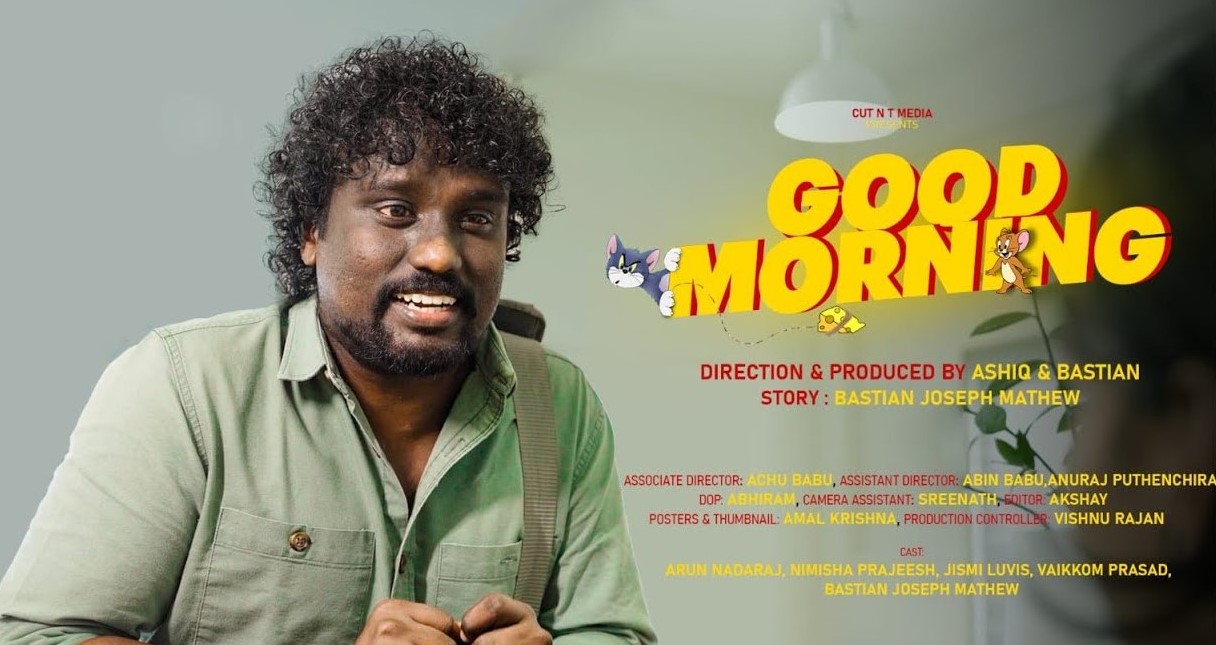 CUT N T MEDIA
PRESENTS
GOOD
MORNING
DIRECTION & PRODUCED BY ASHIQ & BASTIAN
STORY : BASTIAN JOSEPH MATHEW
ASSOCIATE DIRECTOR: ACHU BABU, ASSISTANT DIRECTOR: ABIN BABU,ANURAJ PUTHENCHIRA
DOP: ABHIRAM, CAMERA ASSISTANT: SREENATH, EDITOR: AKSHAY
POSTERS & THUMBNAIL: AMAL KRISHNA, PRODUCTION CONTROLLER: VISHNU RAJAN
CAST:
ARUN NADARAJ, NIMISHA PRAJEESH, JISMI LUVIS, VAIKKOM PRASAD,
BASTIAN JOSEPH MATHEW